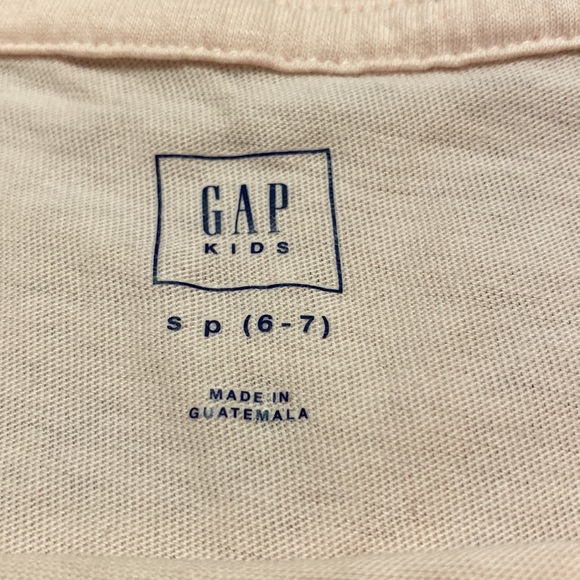 GAP
KIDS
s p (6-7)
MADE IN
GUATEMALA